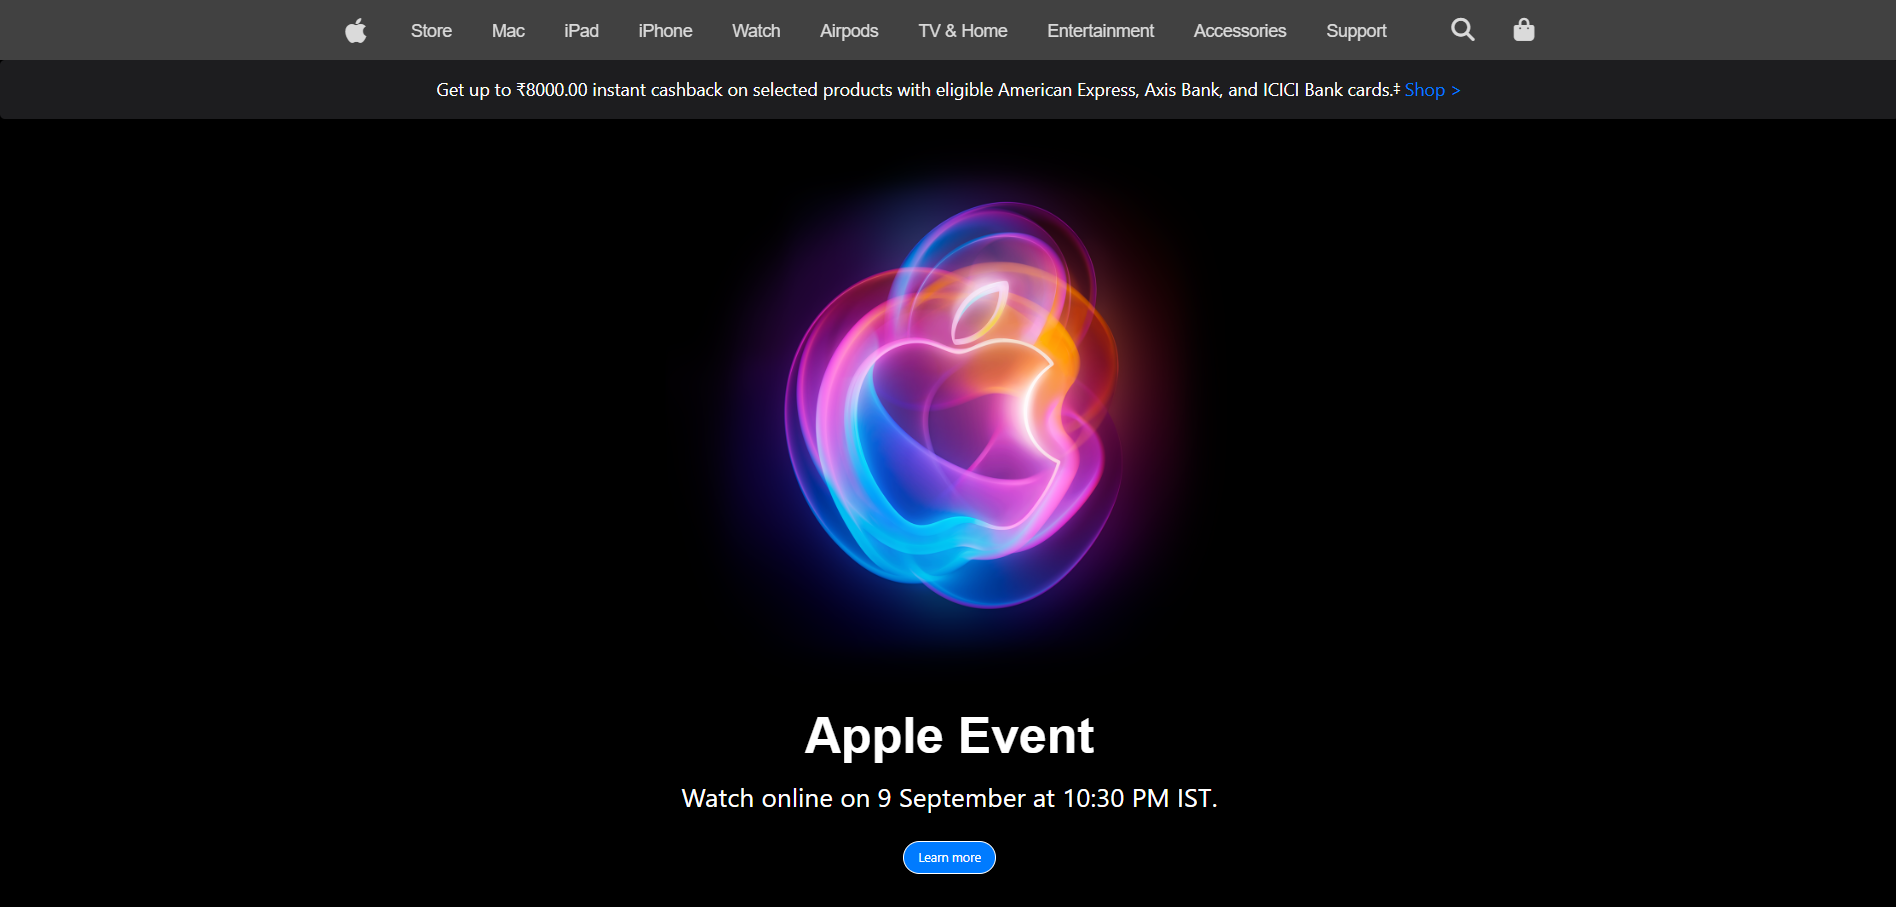 Store Mac iPad iPhone Watch Airpods TV & Home Entertainment Accessories Support
Get up to ₹8000.00 instant cashback on selected products with eligible American Express, Axis Bank, and ICICI Bank cards.‡ Shop >
Apple Event
Watch online on 9 September at 10:30 PM IST.
Learn more